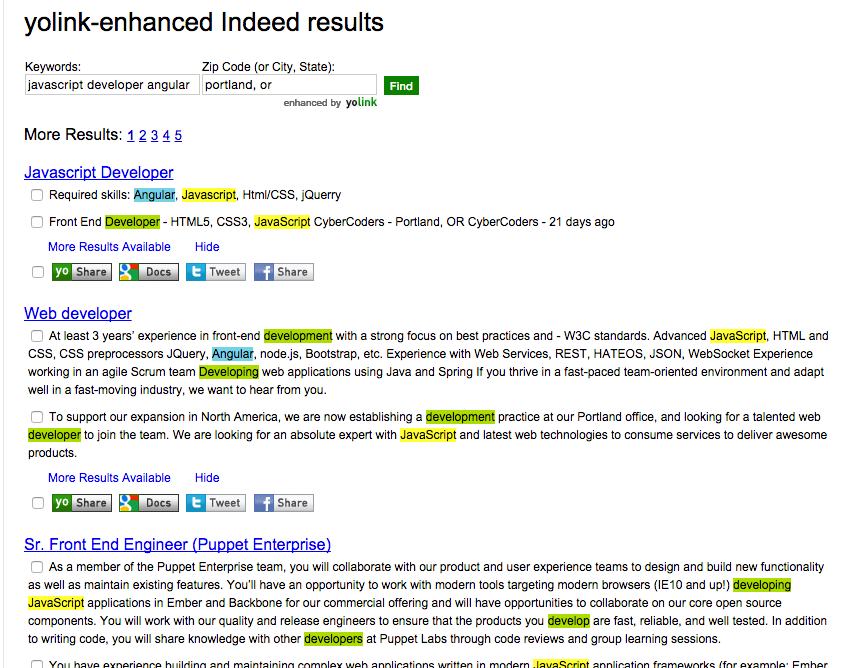 yolink-enhanced Indeed results
Keywords: Zip Code (or City, State):
javascript developer angular portland, or Find
enhanced by yolink
More Results: 1 2 3 4 5
Javascript Developer
Required skills: Angular, Javascript, Html/CSS, jQuerry
Front End Developer - HTML5, CSS3, JavaScript CyberCoders - Portland, OR CyberCoders - 21 days ago
More Results Available Hide
yo Share Docs Tweet Share
Web developer
At least 3 years' experience in front-end development with a strong focus on best practices and - W3C standards. Advanced JavaScript, HTML and
CSS, CSS preprocessors JQuery, Angular, node.js, Bootstrap, etc. Experience with Web Services, REST, HATEOS, JSON, WebSocket Experience
working in an agile Scrum team Developing web applications using Java and Spring If you thrive in a fast-paced team-oriented environment and adapt
well in a fast-moving industry, we want to hear from you.
To support our expansion in North America, we are now establishing a development practice at our Portland office, and looking for a talented web
developer to join the team. We are looking for an absolute expert with JavaScript and latest web technologies to consume services to deliver awesome
products.
More Results Available Hide
yo Share Docs Tweet Share
Sr. Front End Engineer (Puppet Enterprise)
As a member of the Puppet Enterprise team, you will collaborate with our product and user experience teams to design and build new functionality
as well as maintain existing features. You'll have an opportunity to work with modern tools targeting modern browsers (IE10 and up!) developing
JavaScript applications in Ember and Backbone for our commercial offering and will have opportunities to collaborate on our core open source
components. You will work with our quality and release engineers to ensure that the products you develop are fast, reliable, and well tested. In addition
to writing code, you will share knowledge with other developers at Puppet Labs through code reviews and group learning sessions.
You have experience building and maintaining complex web applications written in modern JavaScript application frameworks (for example: Ember